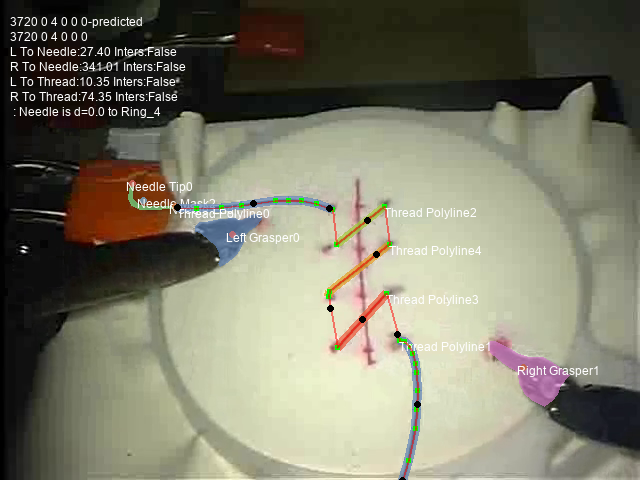 3720 0 4 0 0 0-predicted
3720 0 4 0 0 0
L To Needle:27.40 Inters:False
R To Needle:341.01 Inters:False
L To Thread:10.35 Inters:False
R To Thread:74.35 Inters:False
: Needle is d=0.0 to Ring_4
Needle Tip0
Needle Mask2
Thread Polyline0
Thread Polyline2
Left Grasper0
Thread Polyline4
Thread Polyline3
Thread Polyline1
Right Grasper1